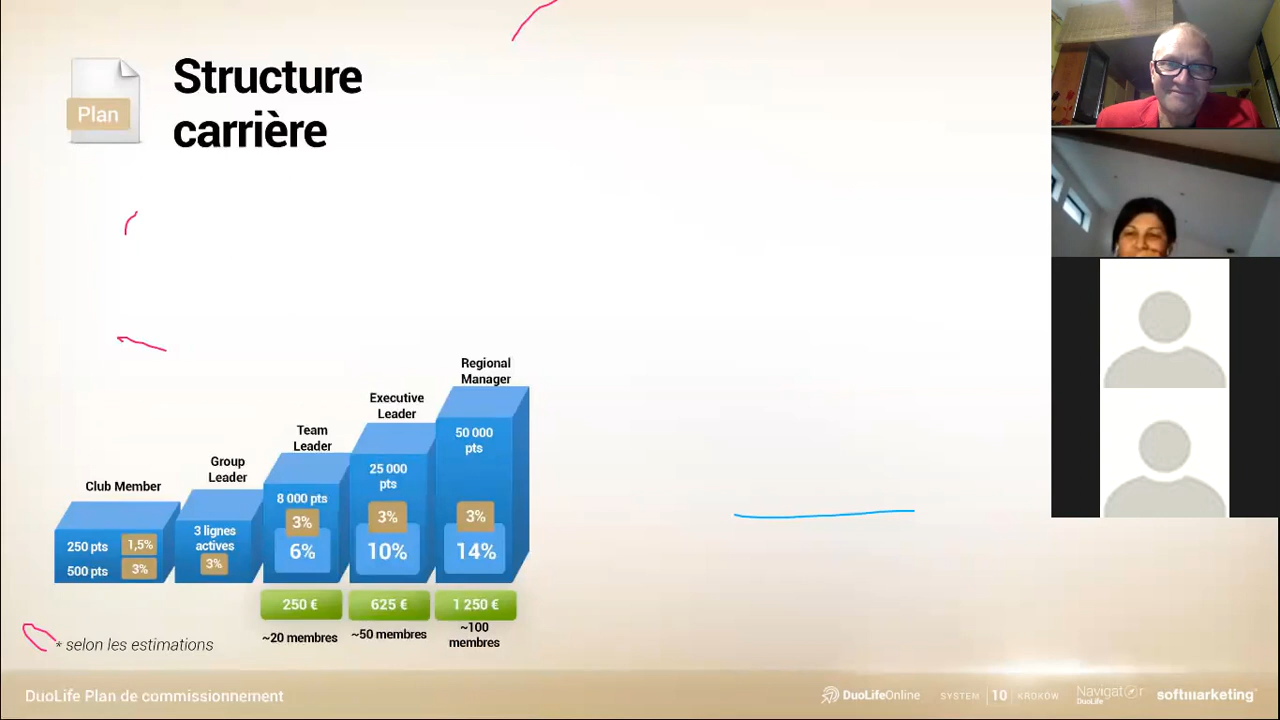 Structure
carrière
Plan
Regional
Manager
Executive
Leader
Team
Leader
Group
Leader
Club Member
50 000
pts
25 000
pts
8 000 pts
3 lignes
actives
250 pts 1,5%
500 pts 3%
3%
3%
3%
3%
6%
10%
14%
250 €
625 €
1 250 €
~20 membres
~50 membres
~100
membres
* selon les estimations
DuoLife Plan de commissionnement
DuoLifeOnline
SYSTEM 10 KROKÓW
Navigator
DuoLife
softmarketing